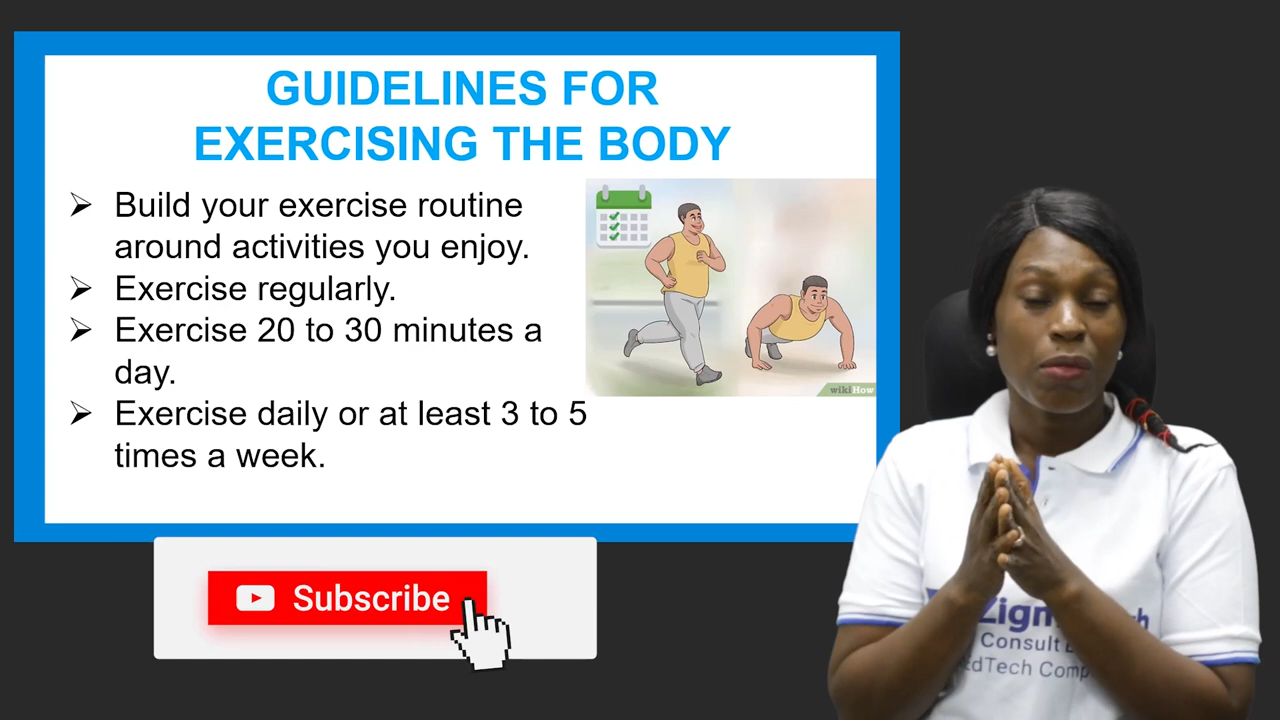 GUIDELINES FOR
EXERCISING THE BODY
➢ Build your exercise routine
around activities you enjoy.
➢ Exercise regularly.
➢ Exercise 20 to 30 minutes a
day.
➢ Exercise daily or at least 3 to 5
times a week.
wikiHow
Subscribe
Consult